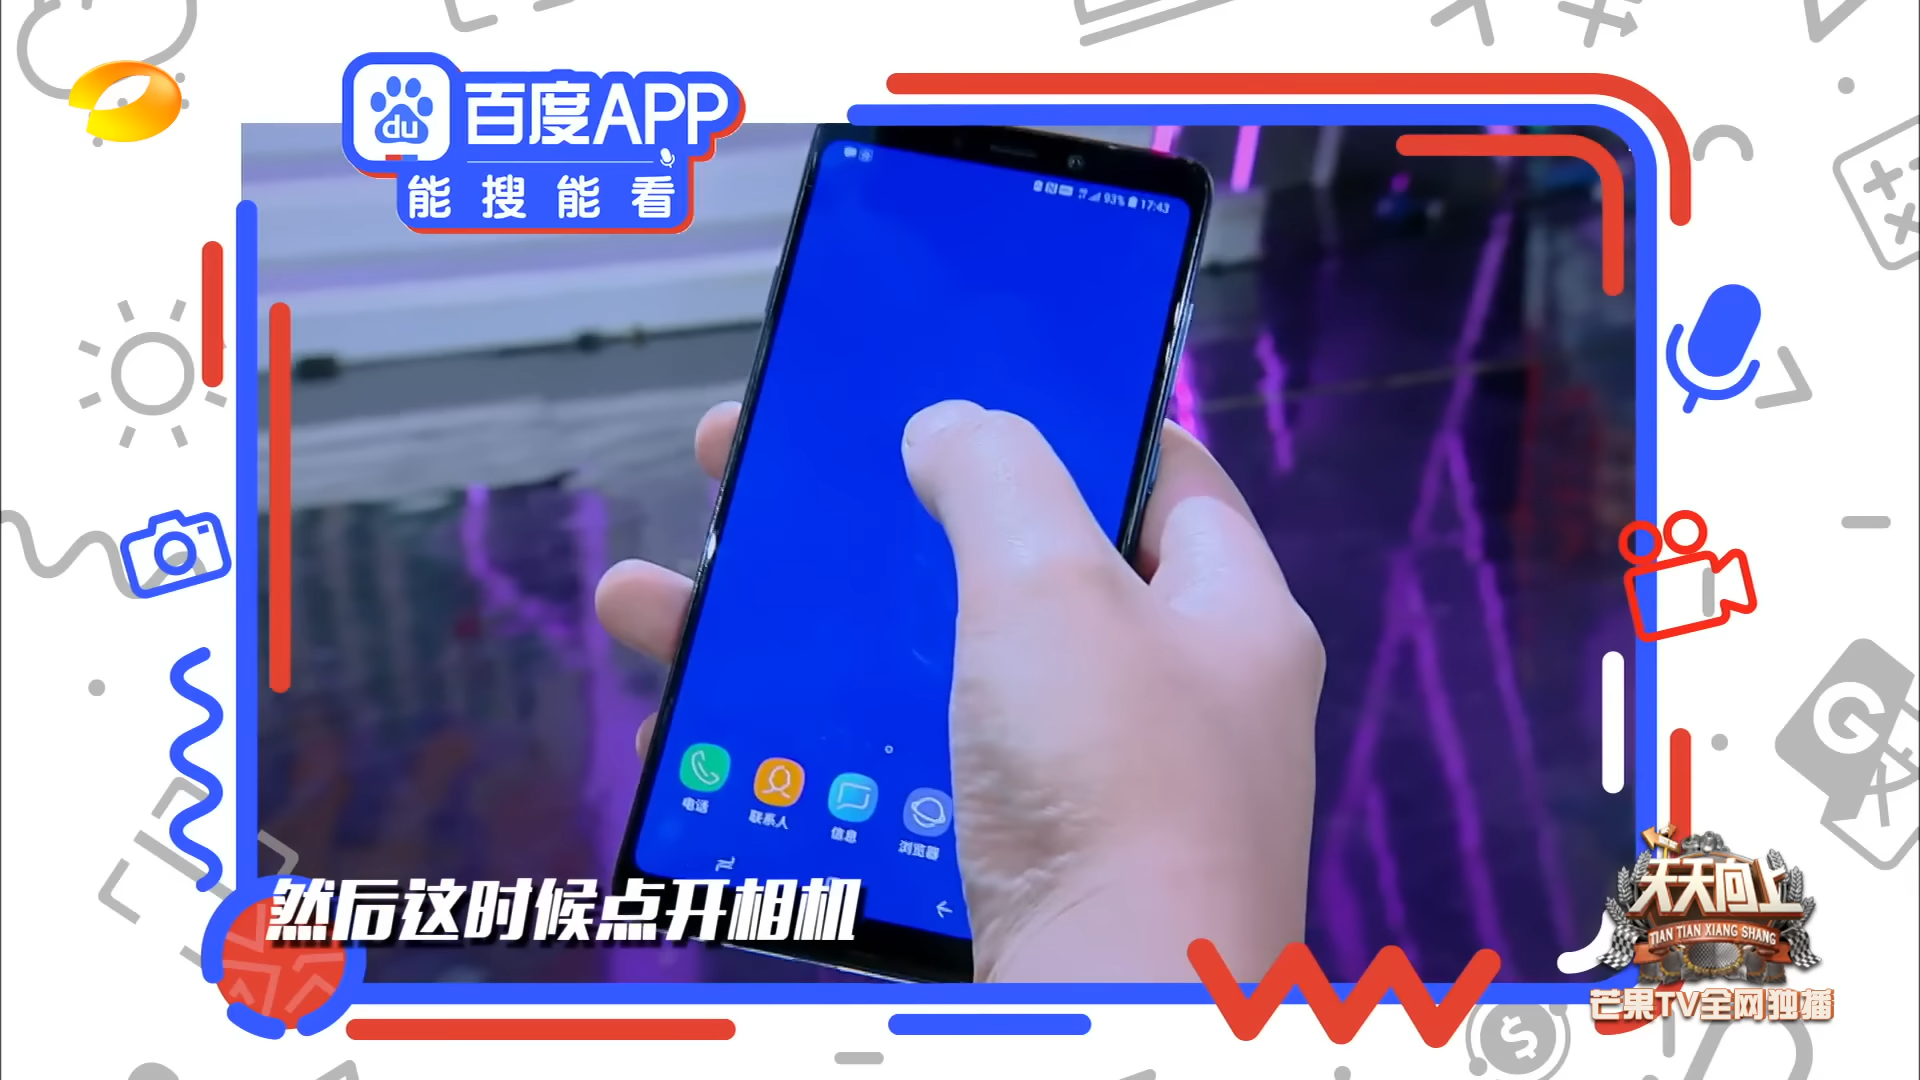 du 百度APP
能搜能看
93% 17:43
电话
联系人
信息
浏览器
然后这时候点开相机
天天向上
TIAN TIAN XIANG SHANG
芒果TV全网独播
G
$